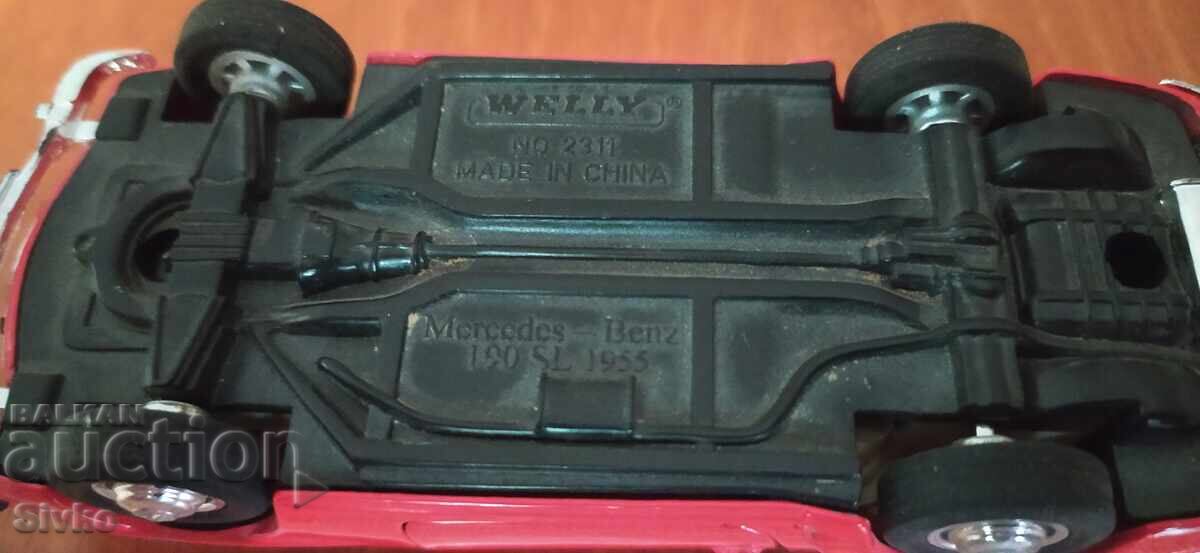 WELLY®
NO. 2311
MADE IN CHINA
Mercedes-Benz
190 SL 1955
BALKAN
auction
Sivko